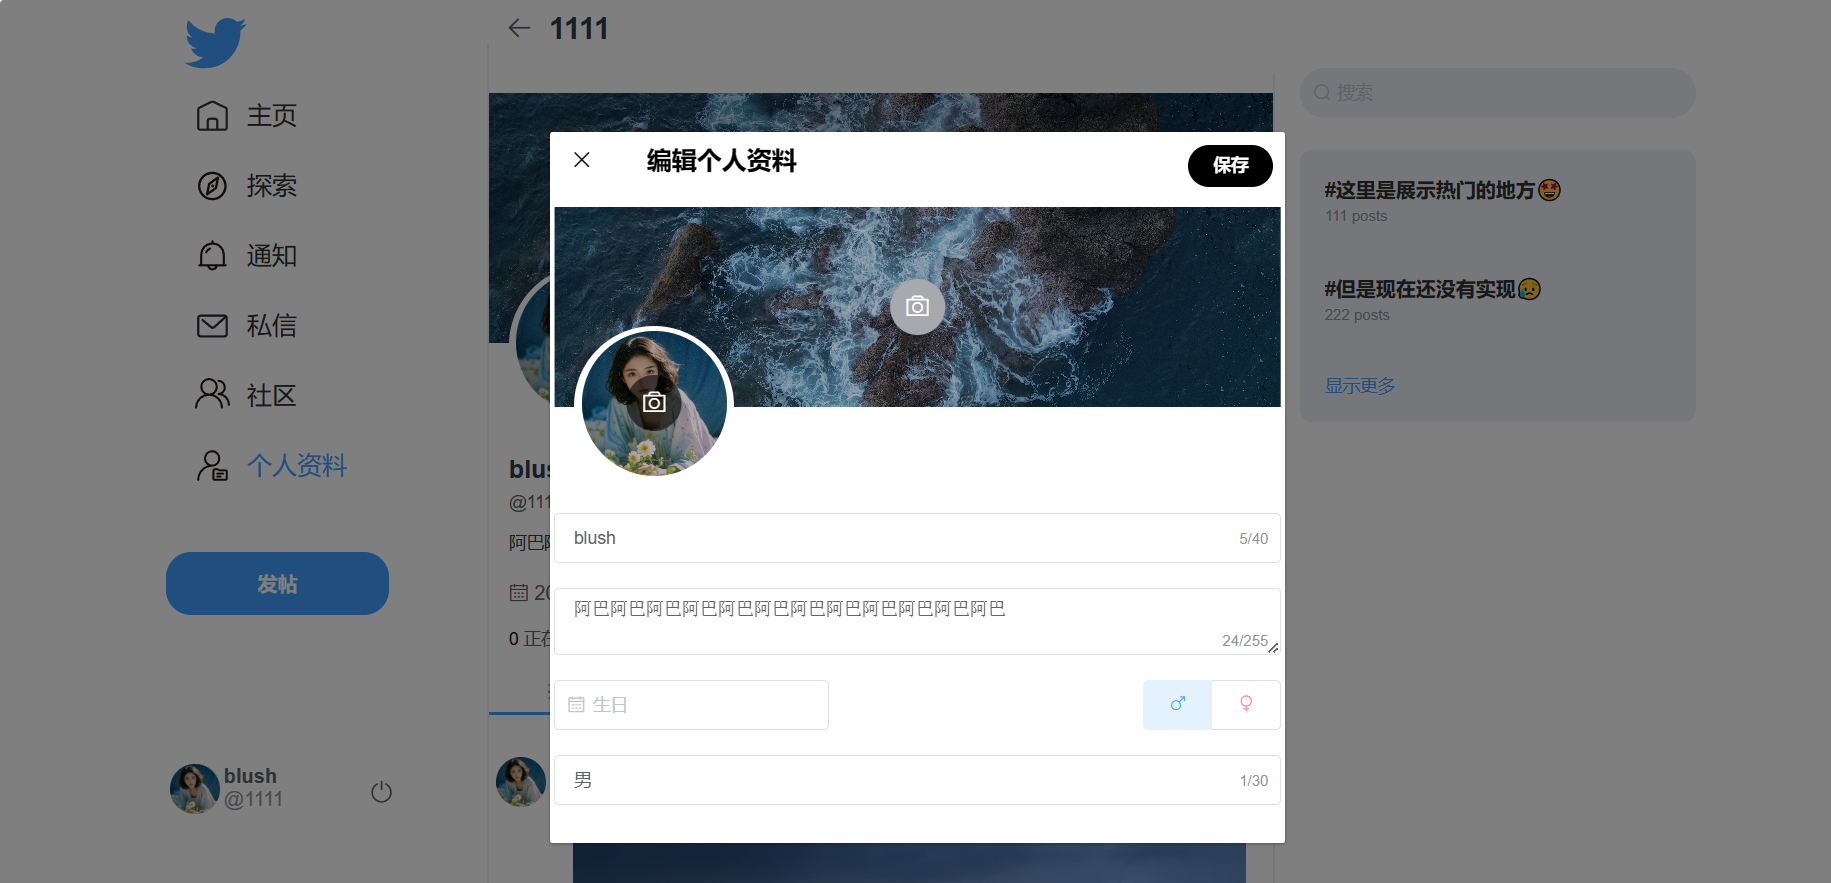 主页
探索
通知
私信
社区
个人资料
发帖
blush
@1111
1111
blus
@111
阿巴阿
20
0 正在
编辑个人资料
保存
blush
5/40
阿巴阿巴阿巴阿巴阿巴阿巴阿巴阿巴阿巴阿巴阿巴阿巴
24/255
生日
♂
♀
男
1/30
搜索
#这里是展示热门的地方🤩
111 posts
#但是现在还没有实现😥
222 posts
显示更多